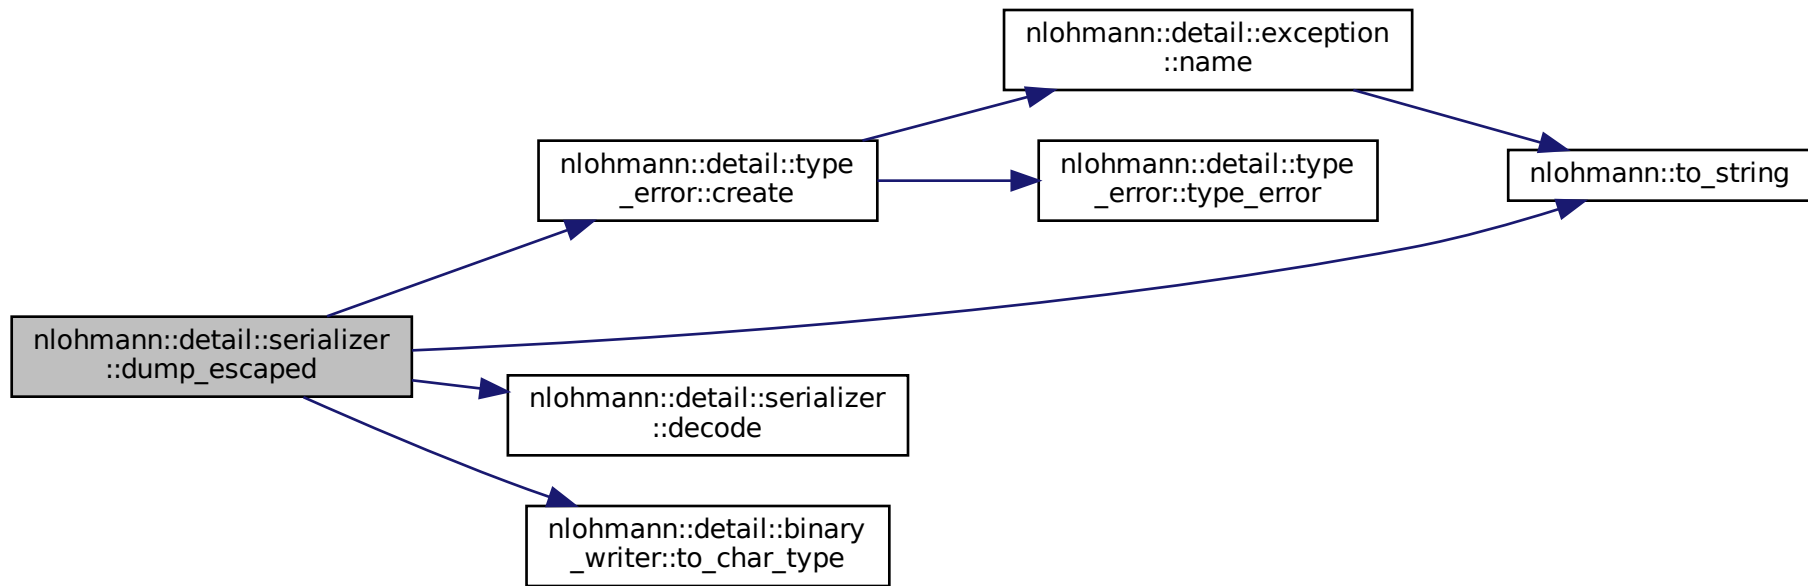 nlohmann::detail::exception
::name
nlohmann::detail::type
_error::create
nlohmann::detail::type
_error::type_error
nlohmann::to_string
nlohmann::detail::serializer
::dump_escaped
nlohmann::detail::serializer
::decode
nlohmann::detail::binary
_writer::to_char_type